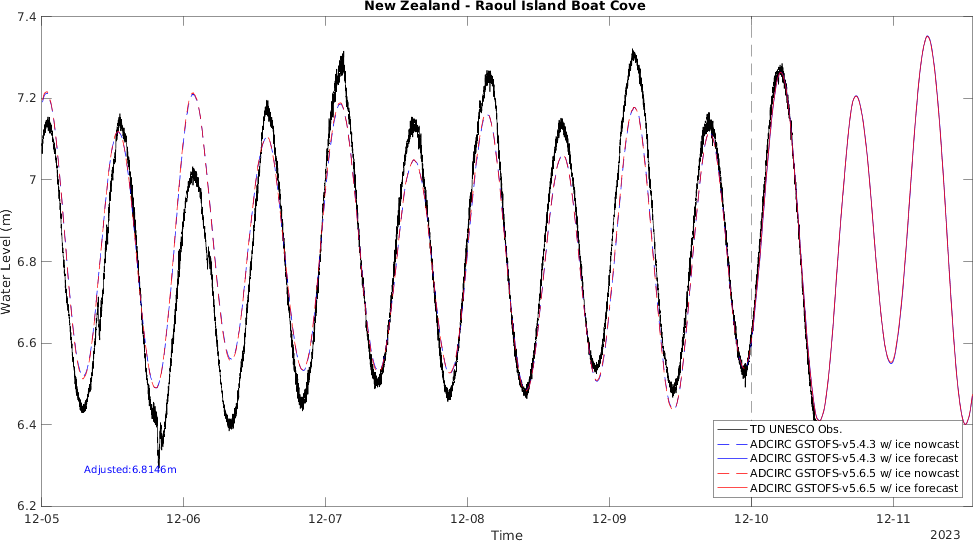 New Zealand - Raoul Island Boat Cove
7.4
7.2
7
6.8
6.6
6.4
6.2
Water Level (m)
Adjusted:6.8146m
TD UNESCO Obs.
ADCIRC GSTOFS-v5.4.3 w/ ice nowcast
ADCIRC GSTOFS-v5.4.3 w/ ice forecast
ADCIRC GSTOFS-v5.6.5 w/ ice nowcast
ADCIRC GSTOFS-v5.6.5 w/ ice forecast
12-05 12-06 12-07 12-08 12-09 12-10 12-11
Time
2023